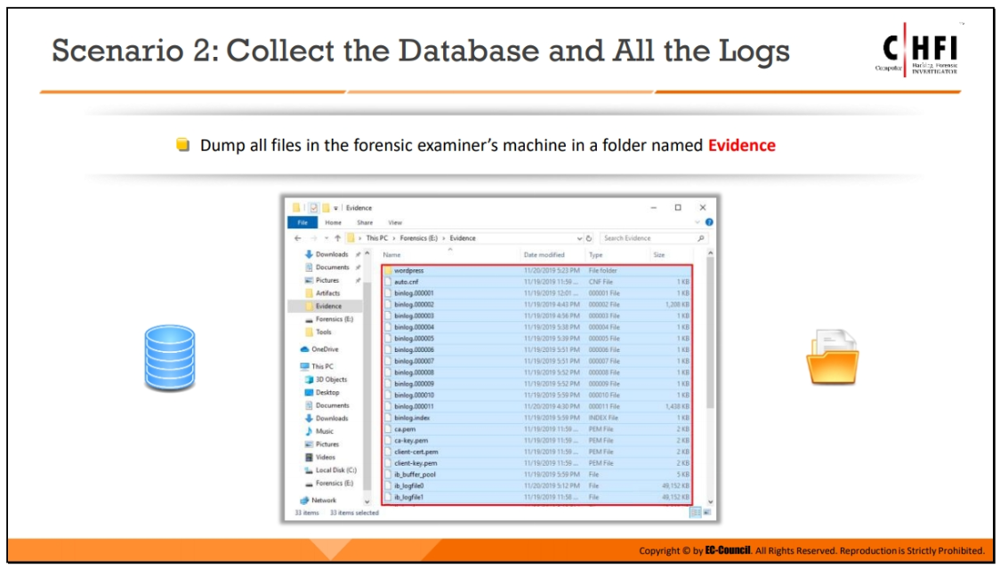 Scenario 2: Collect the Database and All the Logs
C HFI
Computer Hacking Forensic
INVESTIGATOR
Dump all files in the forensic examiner's machine in a folder named Evidence
Evidence
File Home Share View
This PC › Forensics (E:) › Evidence Search Evidence
Downloads
Documents
Pictures
Artifacts
Evidence
Forensics (E:)
Tools
OneDrive
This PC
3D Objects
Desktop
Documents
Downloads
Music
Pictures
Videos
Local Disk (C:)
Forensics (E:)
Network
Name Date modified Type Size
wordpress 11/20/2019 5:23 PM File folder
auto.cnf 11/19/2019 11:59 ... CNF File 1 KB
binlog.000001 11/19/2019 12:01 ... 000001 File 1 KB
binlog.000002 11/19/2019 4:43 PM 000002 File 1,208 KB
binlog.000003 11/19/2019 4:56 PM 000003 File 1 KB
binlog.000004 11/19/2019 5:38 PM 000004 File 1 KB
binlog.000005 11/19/2019 5:39 PM 000005 File 1 KB
binlog.000006 11/19/2019 5:51 PM 000006 File 1 KB
binlog.000007 11/19/2019 5:51 PM 000007 File 1 KB
binlog.000008 11/19/2019 5:52 PM 000008 File 1 KB
binlog.000009 11/19/2019 5:52 PM 000009 File 1 KB
binlog.000010 11/19/2019 5:59 PM 000010 File 1 KB
binlog.000011 11/20/2019 4:30 PM 000011 File 1,438 KB
binlog.index 11/19/2019 5:59 PM INDEX File 1 KB
ca.pem 11/19/2019 11:59 ... PEM File 2 KB
ca-key.pem 11/19/2019 11:59 ... PEM File 2 KB
client-cert.pem 11/19/2019 11:59 ... PEM File 2 KB
client-key.pem 11/19/2019 11:59 ... PEM File 2 KB
ib_buffer_pool 11/19/2019 5:59 PM File 5 KB
ib_logfile0 11/20/2019 5:12 PM File 49,152 KB
ib_logfile1 11/19/2019 11:58 ... File 49,152 KB
33 items 33 items selected
Copyright © by EC-Council. All Rights Reserved. Reproduction is Strictly Prohibited.